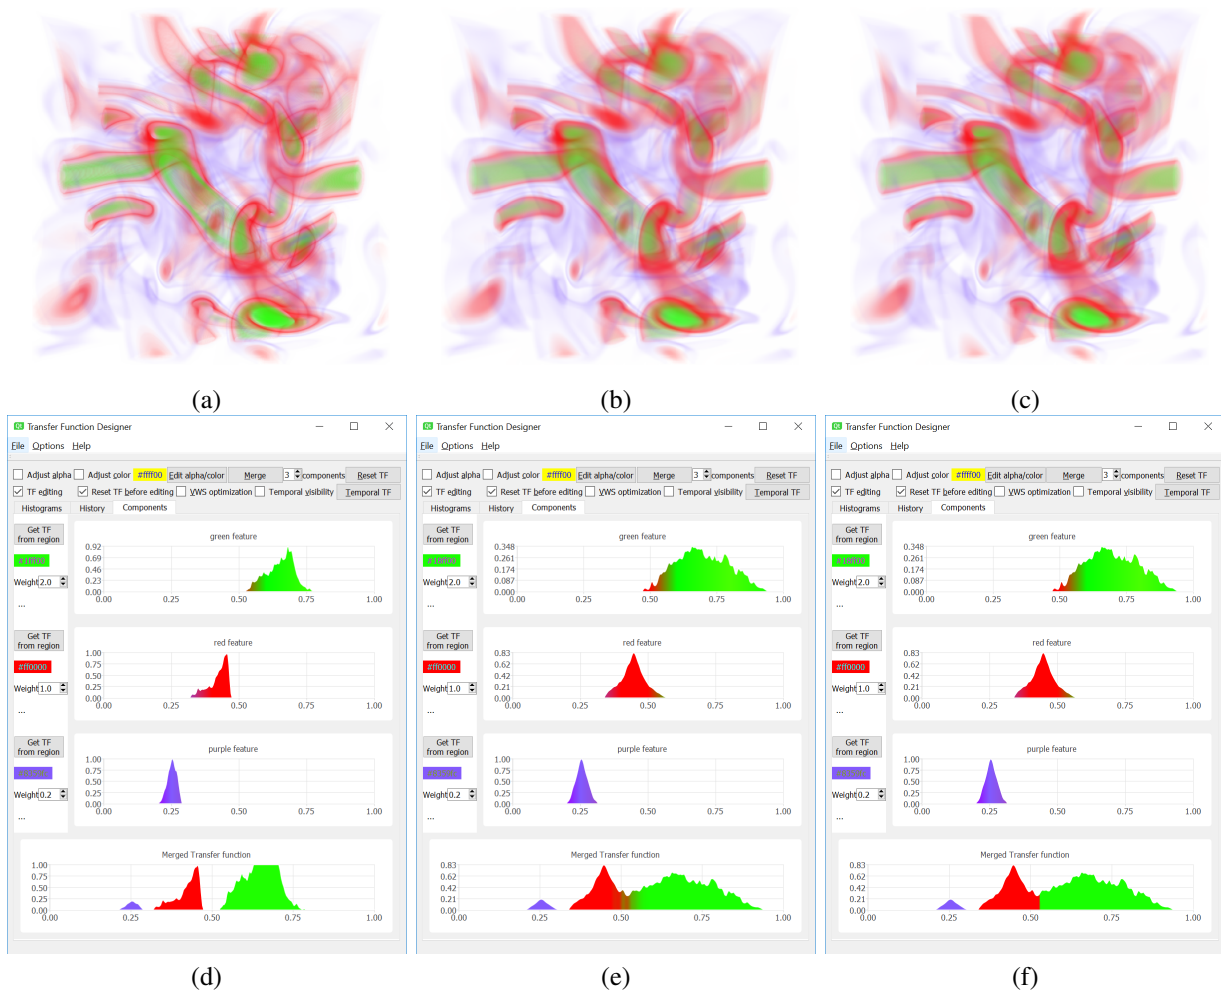 (a) (b) (c)
Transfer Function Designer
File Options Help
Adjust alpha Adjust color #ffff00 Edit alpha/color Merge 3 components Reset TF
TF editing Reset TF before editing VWS optimization Temporal visibility Temporal TF
Histograms History Components
Get TF
from region
#18ff00
Weight 2.0
...
green feature
0.92
0.69
0.46
0.23
0.00
0.00 0.25 0.50 0.75 1.00
Get TF
from region
#ff0000
Weight 1.0
...
red feature
1.00
0.75
0.50
0.25
0.00
0.00 0.25 0.50 0.75 1.00
Get TF
from region
Weight 0.2
...
purple feature
1.00
0.75
0.50
0.25
0.00
0.00 0.25 0.50 0.75 1.00
Merged Transfer function
1.00
0.75
0.50
0.25
0.00
0.00 0.25 0.50 0.75 1.00
(d)
Transfer Function Designer
File Options Help
Adjust alpha Adjust color #ffff00 Edit alpha/color Merge 3 components Reset TF
TF editing Reset TF before editing VWS optimization Temporal visibility Temporal TF
Histograms History Components
Get TF
from region
#18ff00
Weight 2.0
...
green feature
0.348
0.261
0.174
0.087
0.000
0.00 0.25 0.50 0.75 1.00
Get TF
from region
#ff0000
Weight 1.0
...
red feature
0.83
0.62
0.42
0.21
0.00
0.00 0.25 0.50 0.75 1.00
Get TF
from region
Weight 0.2
...
purple feature
1.00
0.75
0.50
0.25
0.00
0.00 0.25 0.50 0.75 1.00
Merged Transfer function
0.83
0.62
0.42
0.21
0.00
0.00 0.25 0.50 0.75 1.00
(e)
Transfer Function Designer
File Options Help
Adjust alpha Adjust color #ffff00 Edit alpha/color Merge 3 components Reset TF
TF editing Reset TF before editing VWS optimization Temporal visibility Temporal TF
Histograms History Components
Get TF
from region
#18ff00
Weight 2.0
...
green feature
0.348
0.261
0.174
0.087
0.000
0.00 0.25 0.50 0.75 1.00
Get TF
from region
#ff0000
Weight 1.0
...
red feature
0.83
0.62
0.42
0.21
0.00
0.00 0.25 0.50 0.75 1.00
Get TF
from region
Weight 0.2
...
purple feature
1.00
0.75
0.50
0.25
0.00
0.00 0.25 0.50 0.75 1.00
Merged Transfer function
0.83
0.62
0.42
0.21
0.00
0.00 0.25 0.50 0.75 1.00
(f)